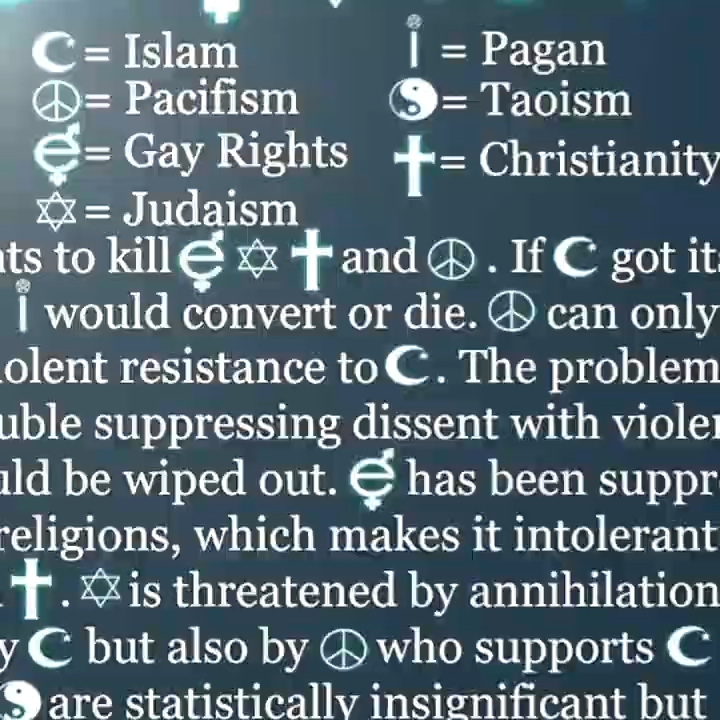 ☪ = Islam
i = Pagan
☮ = Pacifism
☯ = Taoism
e = Gay Rights
✝ = Christianity
✡ = Judaism
to kill e ✡ ✝ and ☮ . If ☪ got
i would convert or die. ☮ can only
resistance to ☪ . The problem
suppressing dissent with
be wiped out. e has been
religions, which makes it intolerant
✝ . ✡ is threatened by annihilation
☪ but also by ☮ who supports ☪
☯ are statistically insignificant but